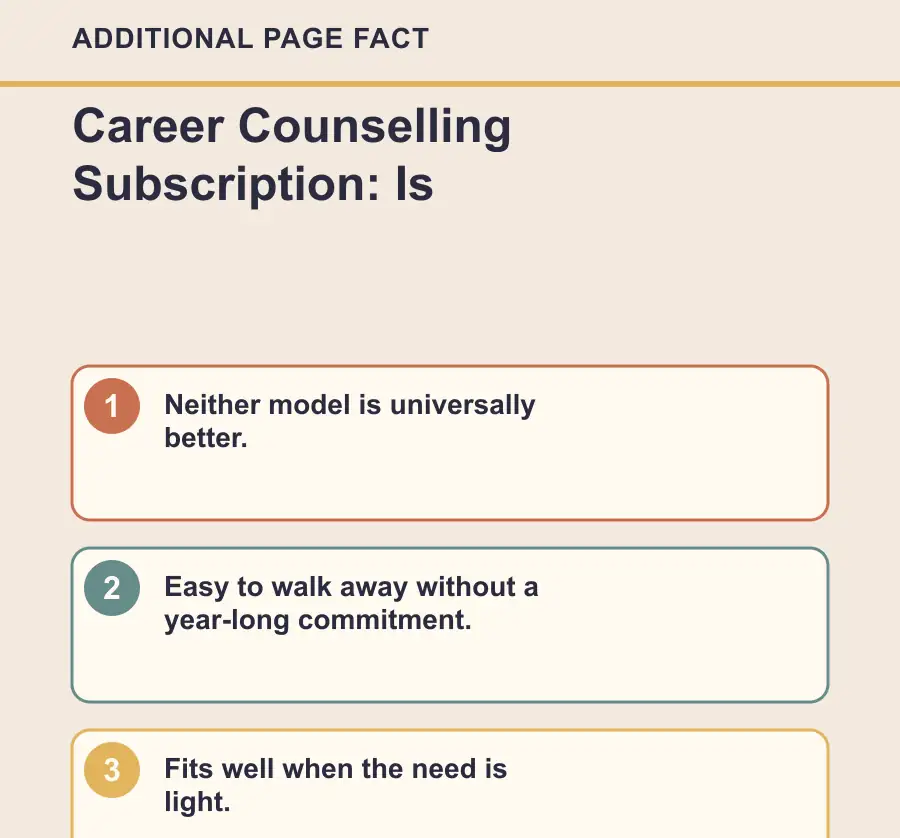 ADDITIONAL PAGE FACT
Career Counselling
Subscription: Is
1
Neither model is universally
better.
2
Easy to walk away without a
year-long commitment.
3
Fits well when the need is
light.